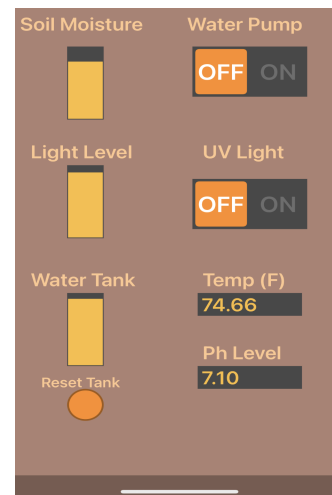 Soil Moisture
Water Pump
OFF ON
Light Level
UV Light
OFF ON
Water Tank
Temp (F)
74.66
Ph Level
7.10
Reset Tank